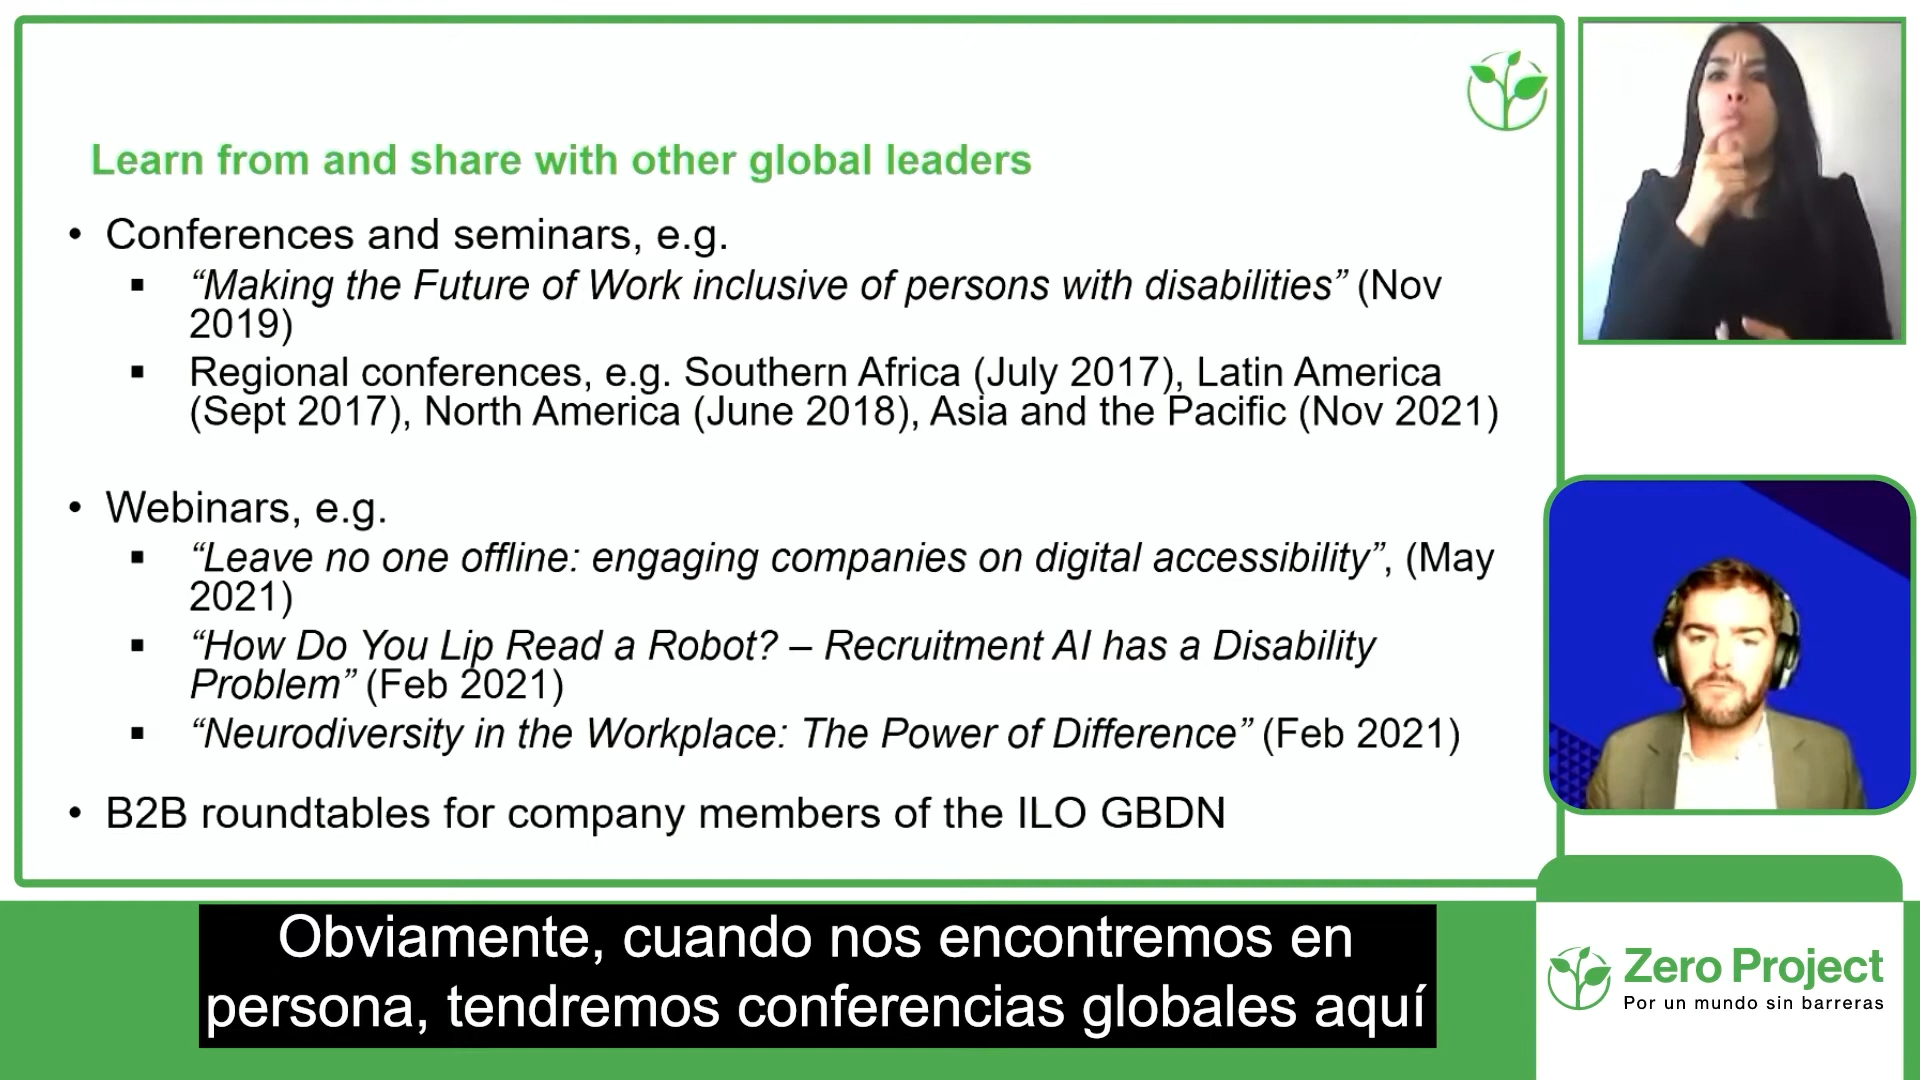 Learn from and share with other global leaders
• Conferences and seminars, e.g.
▪ “Making the Future of Work inclusive of persons with disabilities” (Nov
2019)
▪ Regional conferences, e.g. Southern Africa (July 2017), Latin America
(Sept 2017), North America (June 2018), Asia and the Pacific (Nov 2021)
• Webinars, e.g.
▪ “Leave no one offline: engaging companies on digital accessibility”, (May
2021)
▪ “How Do You Lip Read a Robot? – Recruitment AI has a Disability
Problem” (Feb 2021)
▪ “Neurodiversity in the Workplace: The Power of Difference” (Feb 2021)
• B2B roundtables for company members of the ILO GBDN
Obviamente, cuando nos encontremos en
persona, tendremos conferencias globales aquí
Zero Project
Por un mundo sin barreras